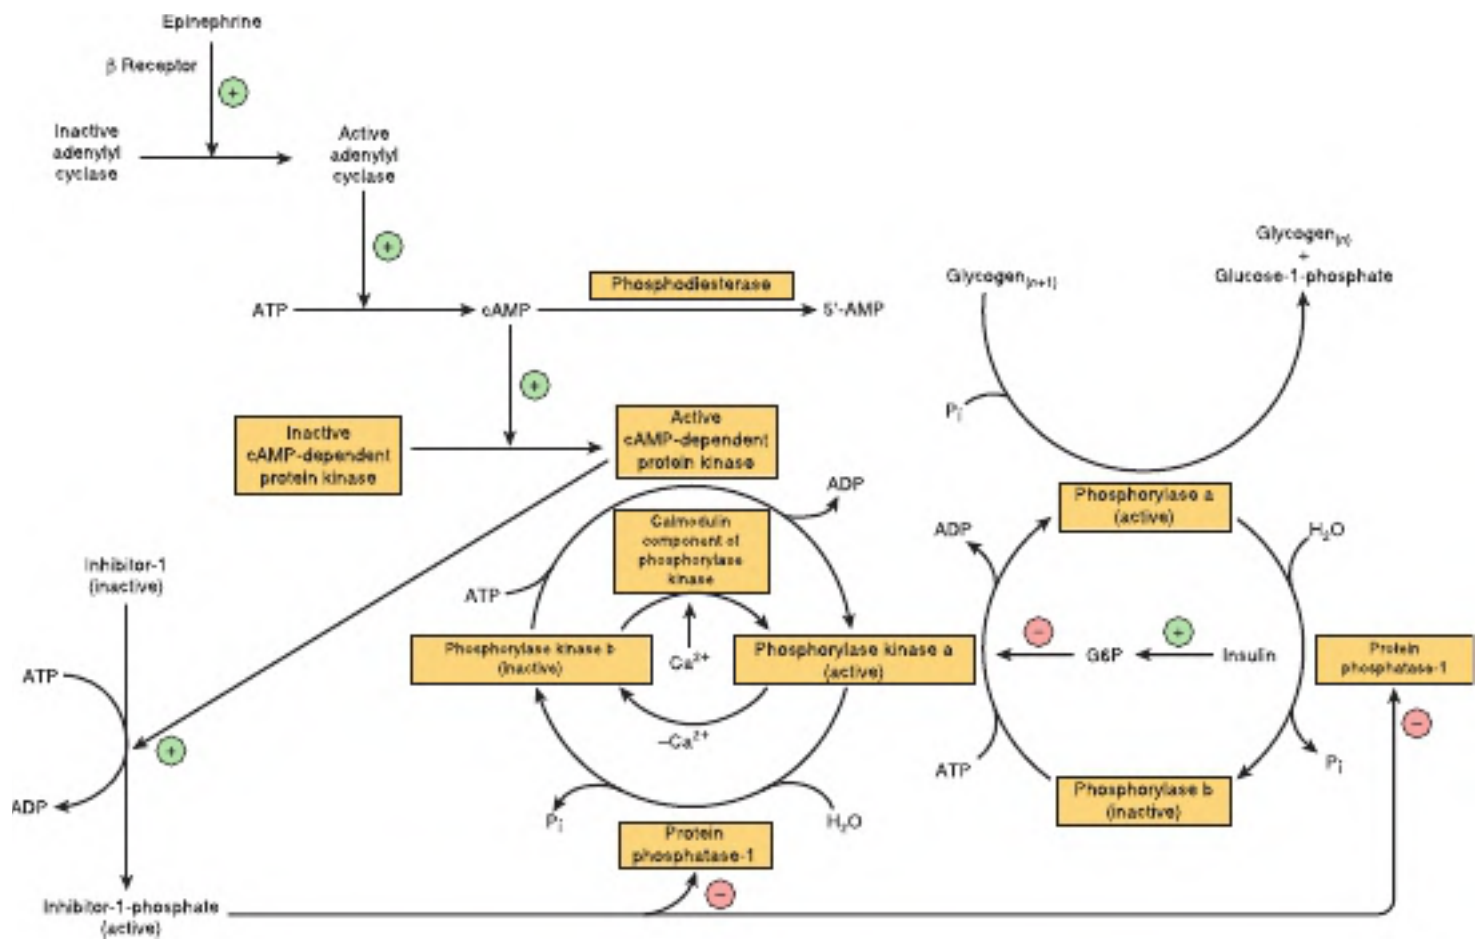 Epinephrine
β Receptor
+
Inactive
adenylyl
cyclase
Active
adenylyl
cyclase
+
Glycogen(n)
+
Glucose-1-phosphate
Glycogen(n+1)
Phosphodiesterase
ATP
cAMP
5'-AMP
+
Pi
Inactive
cAMP-dependent
protein kinase
Active
cAMP-dependent
protein kinase
ADP
Phosphorylase a
(active)
Calmodulin
component of
phosphorylase
kinase
ADP
H2O
Inhibitor-1
(inactive)
ATP
Phosphorylase kinase b
(inactive)
Ca2+
Phosphorylase kinase a
(active)
–
G6P
+
Insulin
Protein
phosphatase-1
ATP
–Ca2+
+
–
ATP
Pi
Phosphorylase b
(inactive)
ADP
Pi
H2O
Protein
phosphatase-1
–
Inhibitor-1-phosphate
(active)